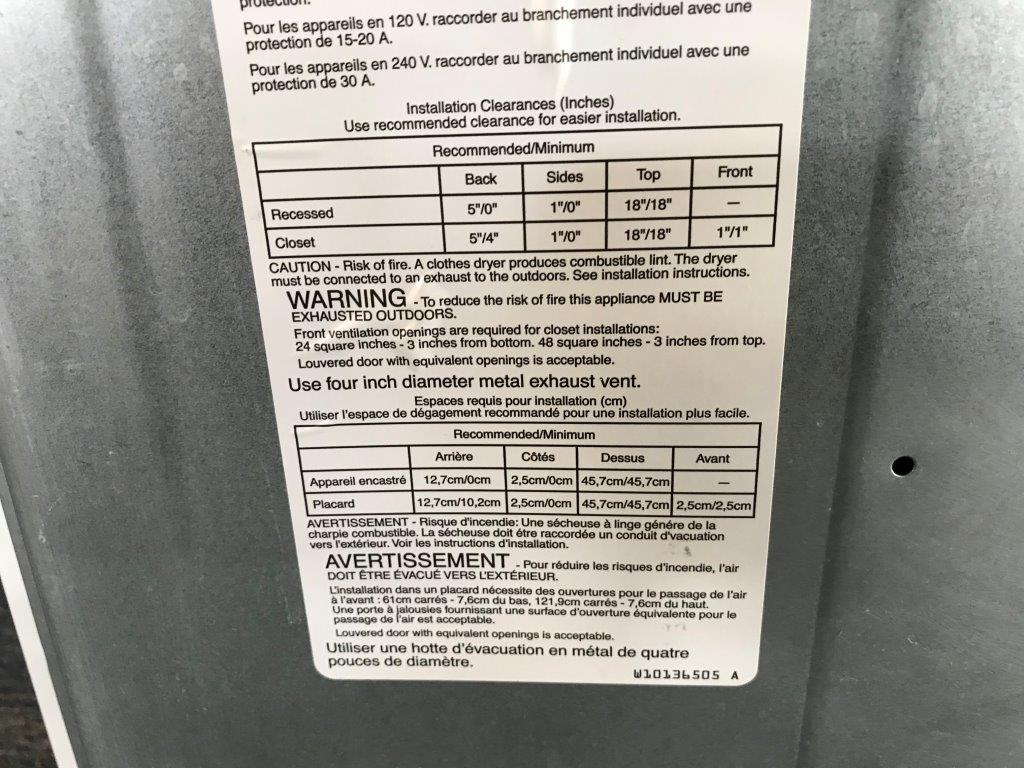 protection.
Pour les appareils en 120 V. raccorder au branchement individuel avec une
protection de 15-20 A.
Pour les appareils en 240 V. raccorder au branchement individuel avec une
protection de 30 A.
Installation Clearances (Inches)
Use recommended clearance for easier installation.
Recommended/Minimum
Back Sides Top Front
Recessed 5"/0" 1"/0" 18"/18" —
Closet 5"/4" 1"/0" 18"/18" 1"/1"
CAUTION - Risk of fire. A clothes dryer produces combustible lint. The dryer
must be connected to an exhaust to the outdoors. See installation instructions.
WARNING - To reduce the risk of fire this appliance MUST BE
EXHAUSTED OUTDOORS.
Front ventilation openings are required for closet installations:
24 square inches - 3 inches from bottom. 48 square inches - 3 inches from top.
Louvered door with equivalent openings is acceptable.
Use four inch diameter metal exhaust vent.
Espaces requis pour installation (cm)
Utiliser l'espace de dégagement recommandé pour une installation plus facile.
Recommended/Minimum
Arrière Côtés Dessus Avant
Appareil encastré 12,7cm/0cm 2,5cm/0cm 45,7cm/45,7cm —
Placard 12,7cm/10,2cm 2,5cm/0cm 45,7cm/45,7cm 2,5cm/2,5cm
AVERTISSEMENT - Risque d'incendie: Une sécheuse à linge génére de la
charpie combustible. La sécheuse doit étre raccordée un conduit d'vacuation
vers l'extérieur. Voir les instructions d'installation.
AVERTISSEMENT - Pour réduire les risques d'incendie, l'air
DOIT ÊTRE ÉVACUÉ VERS L'EXTÉRIEUR.
L'installation dans un placard nécessite des ouvertures pour le passage de l'air
à l'avant : 61cm carrés - 7,6cm du bas, 121,9cm carrés - 7,6cm du haut.
Une porte à jalousies fournissant une surface d'ouverture équivalente pour le
passage de l'air est acceptable.
Louvered door with equivalent openings is acceptable.
Utiliser une hotte d'évacuation en métal de quatre
pouces de diamètre.
W10136505 A